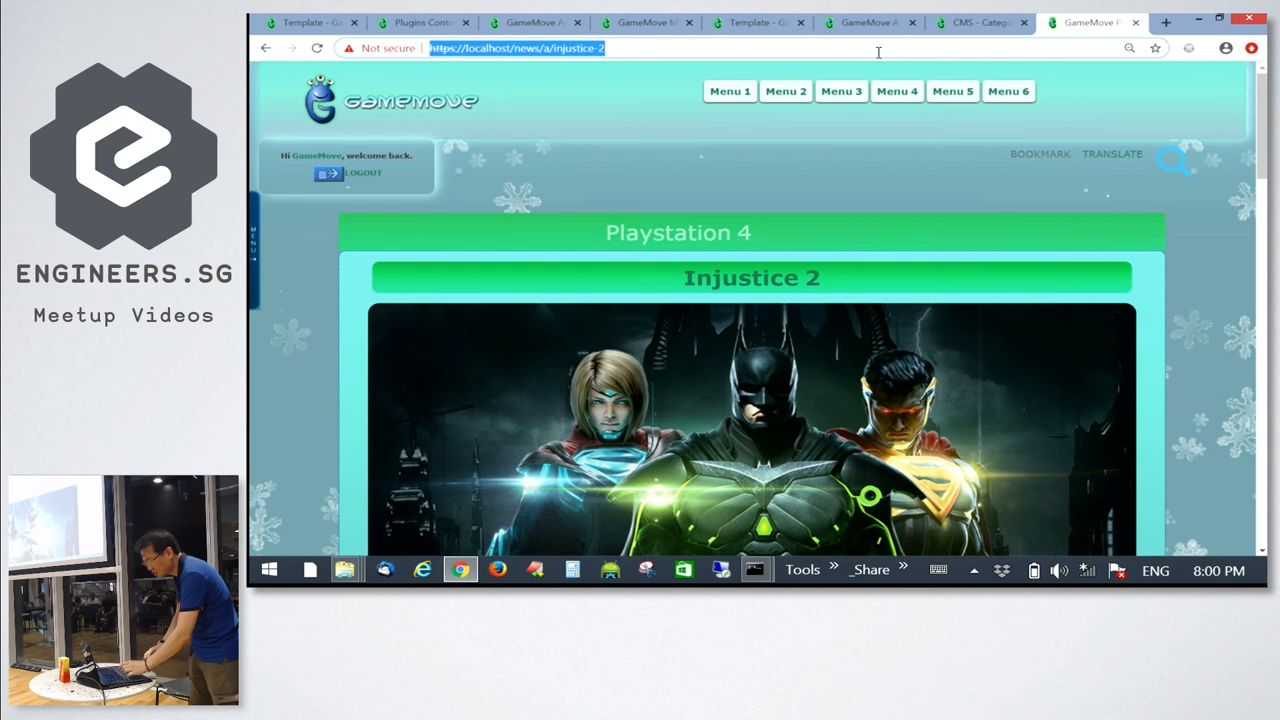 Template - Ga
Plugins Conte
GameMove A
GameMove M
Template - Ga
GameMove A
CMS - Catego
GameMove P
Not secure
https://localhost/news/a/injustice-2
GAMEMOVE
Menu 1
Menu 2
Menu 3
Menu 4
Menu 5
Menu 6
Hi GameMove, welcome back.
LOGOUT
BOOKMARK
TRANSLATE
MENU
Playstation 4
Injustice 2
ENGINEERS.SG
Meetup Videos
Tools
_Share
ENG
8:00 PM